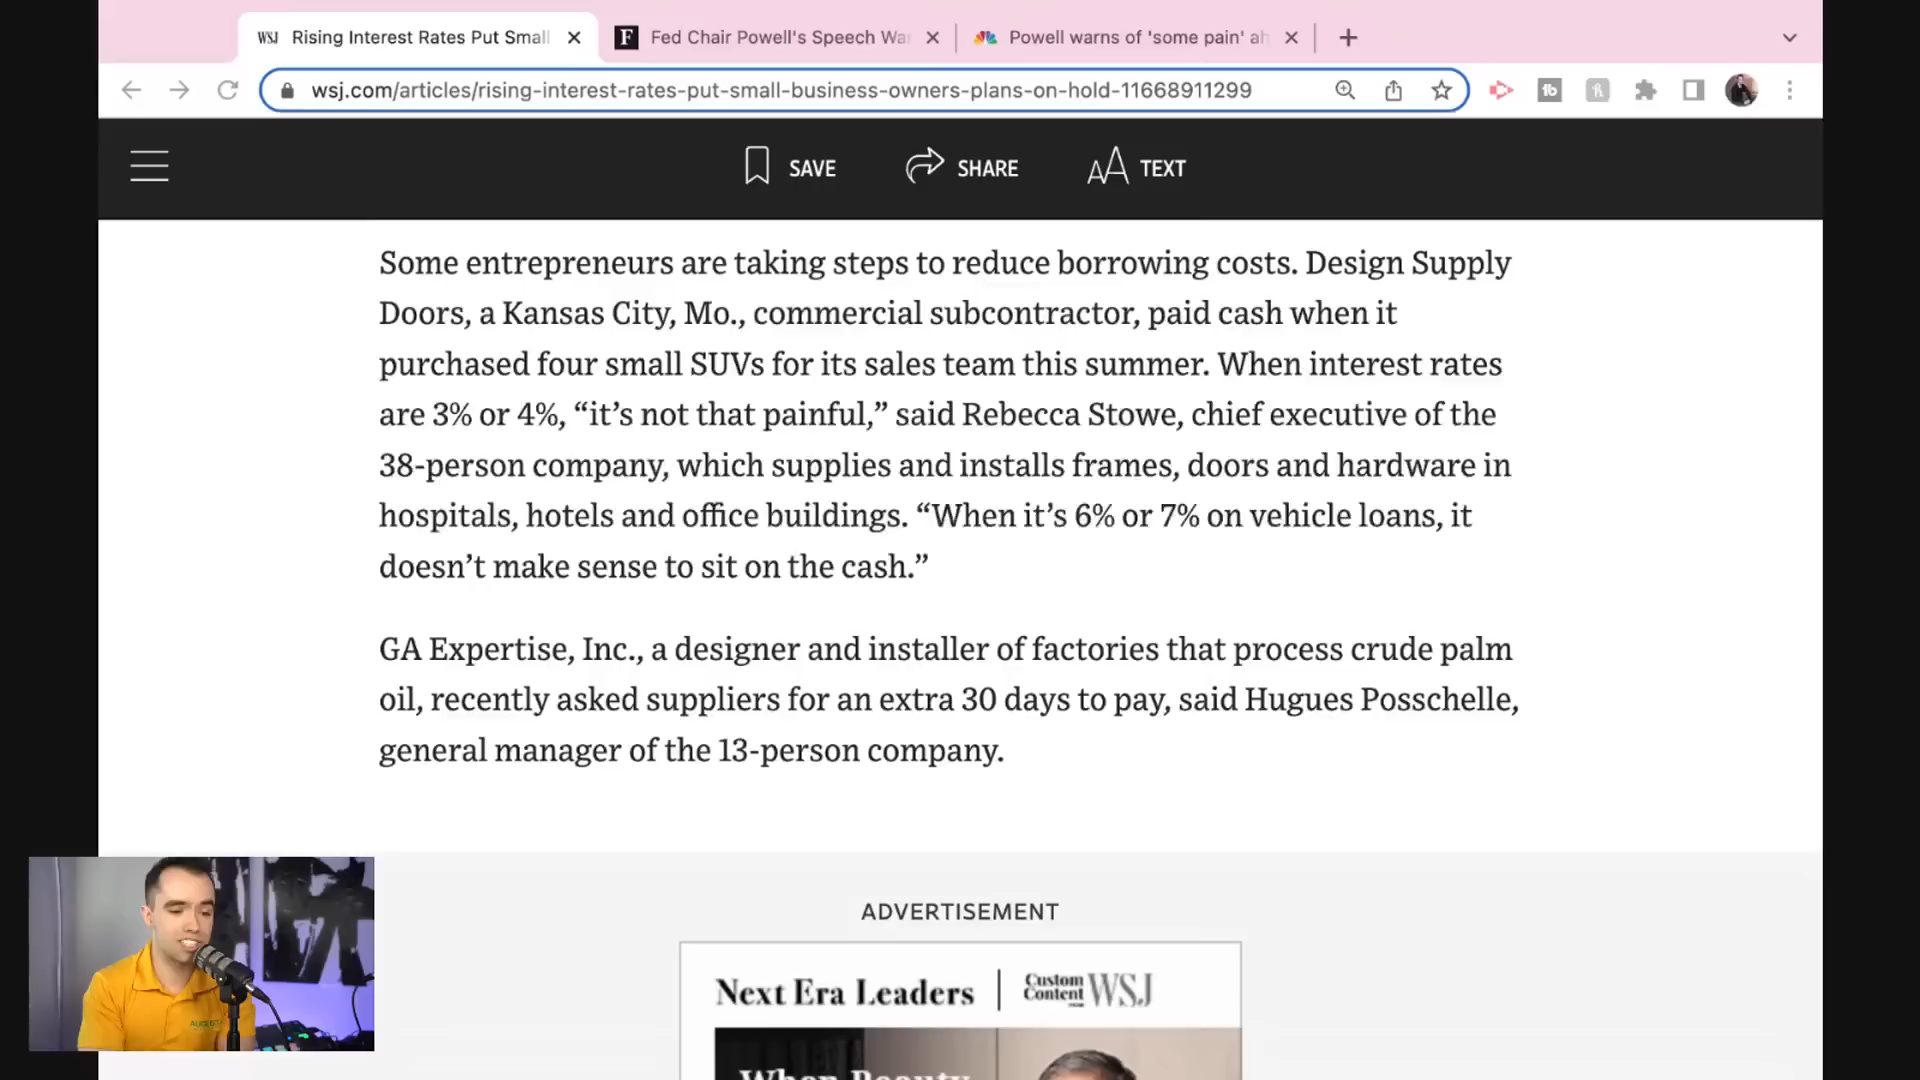 WSJ Rising Interest Rates Put Small
F Fed Chair Powell's Speech Wa
Powell warns of 'some pain' ah
wsj.com/articles/rising-interest-rates-put-small-business-owners-plans-on-hold-11668911299
SAVE
SHARE
AA TEXT
Some entrepreneurs are taking steps to reduce borrowing costs. Design Supply
Doors, a Kansas City, Mo., commercial subcontractor, paid cash when it
purchased four small SUVs for its sales team this summer. When interest rates
are 3% or 4%, “it’s not that painful,” said Rebecca Stowe, chief executive of the
38-person company, which supplies and installs frames, doors and hardware in
hospitals, hotels and office buildings. “When it’s 6% or 7% on vehicle loans, it
doesn’t make sense to sit on the cash.”
GA Expertise, Inc., a designer and installer of factories that process crude palm
oil, recently asked suppliers for an extra 30 days to pay, said Hugues Posschelle,
general manager of the 13-person company.
ADVERTISEMENT
Next Era Leaders
Custom
Content
WSJ
When Beauty